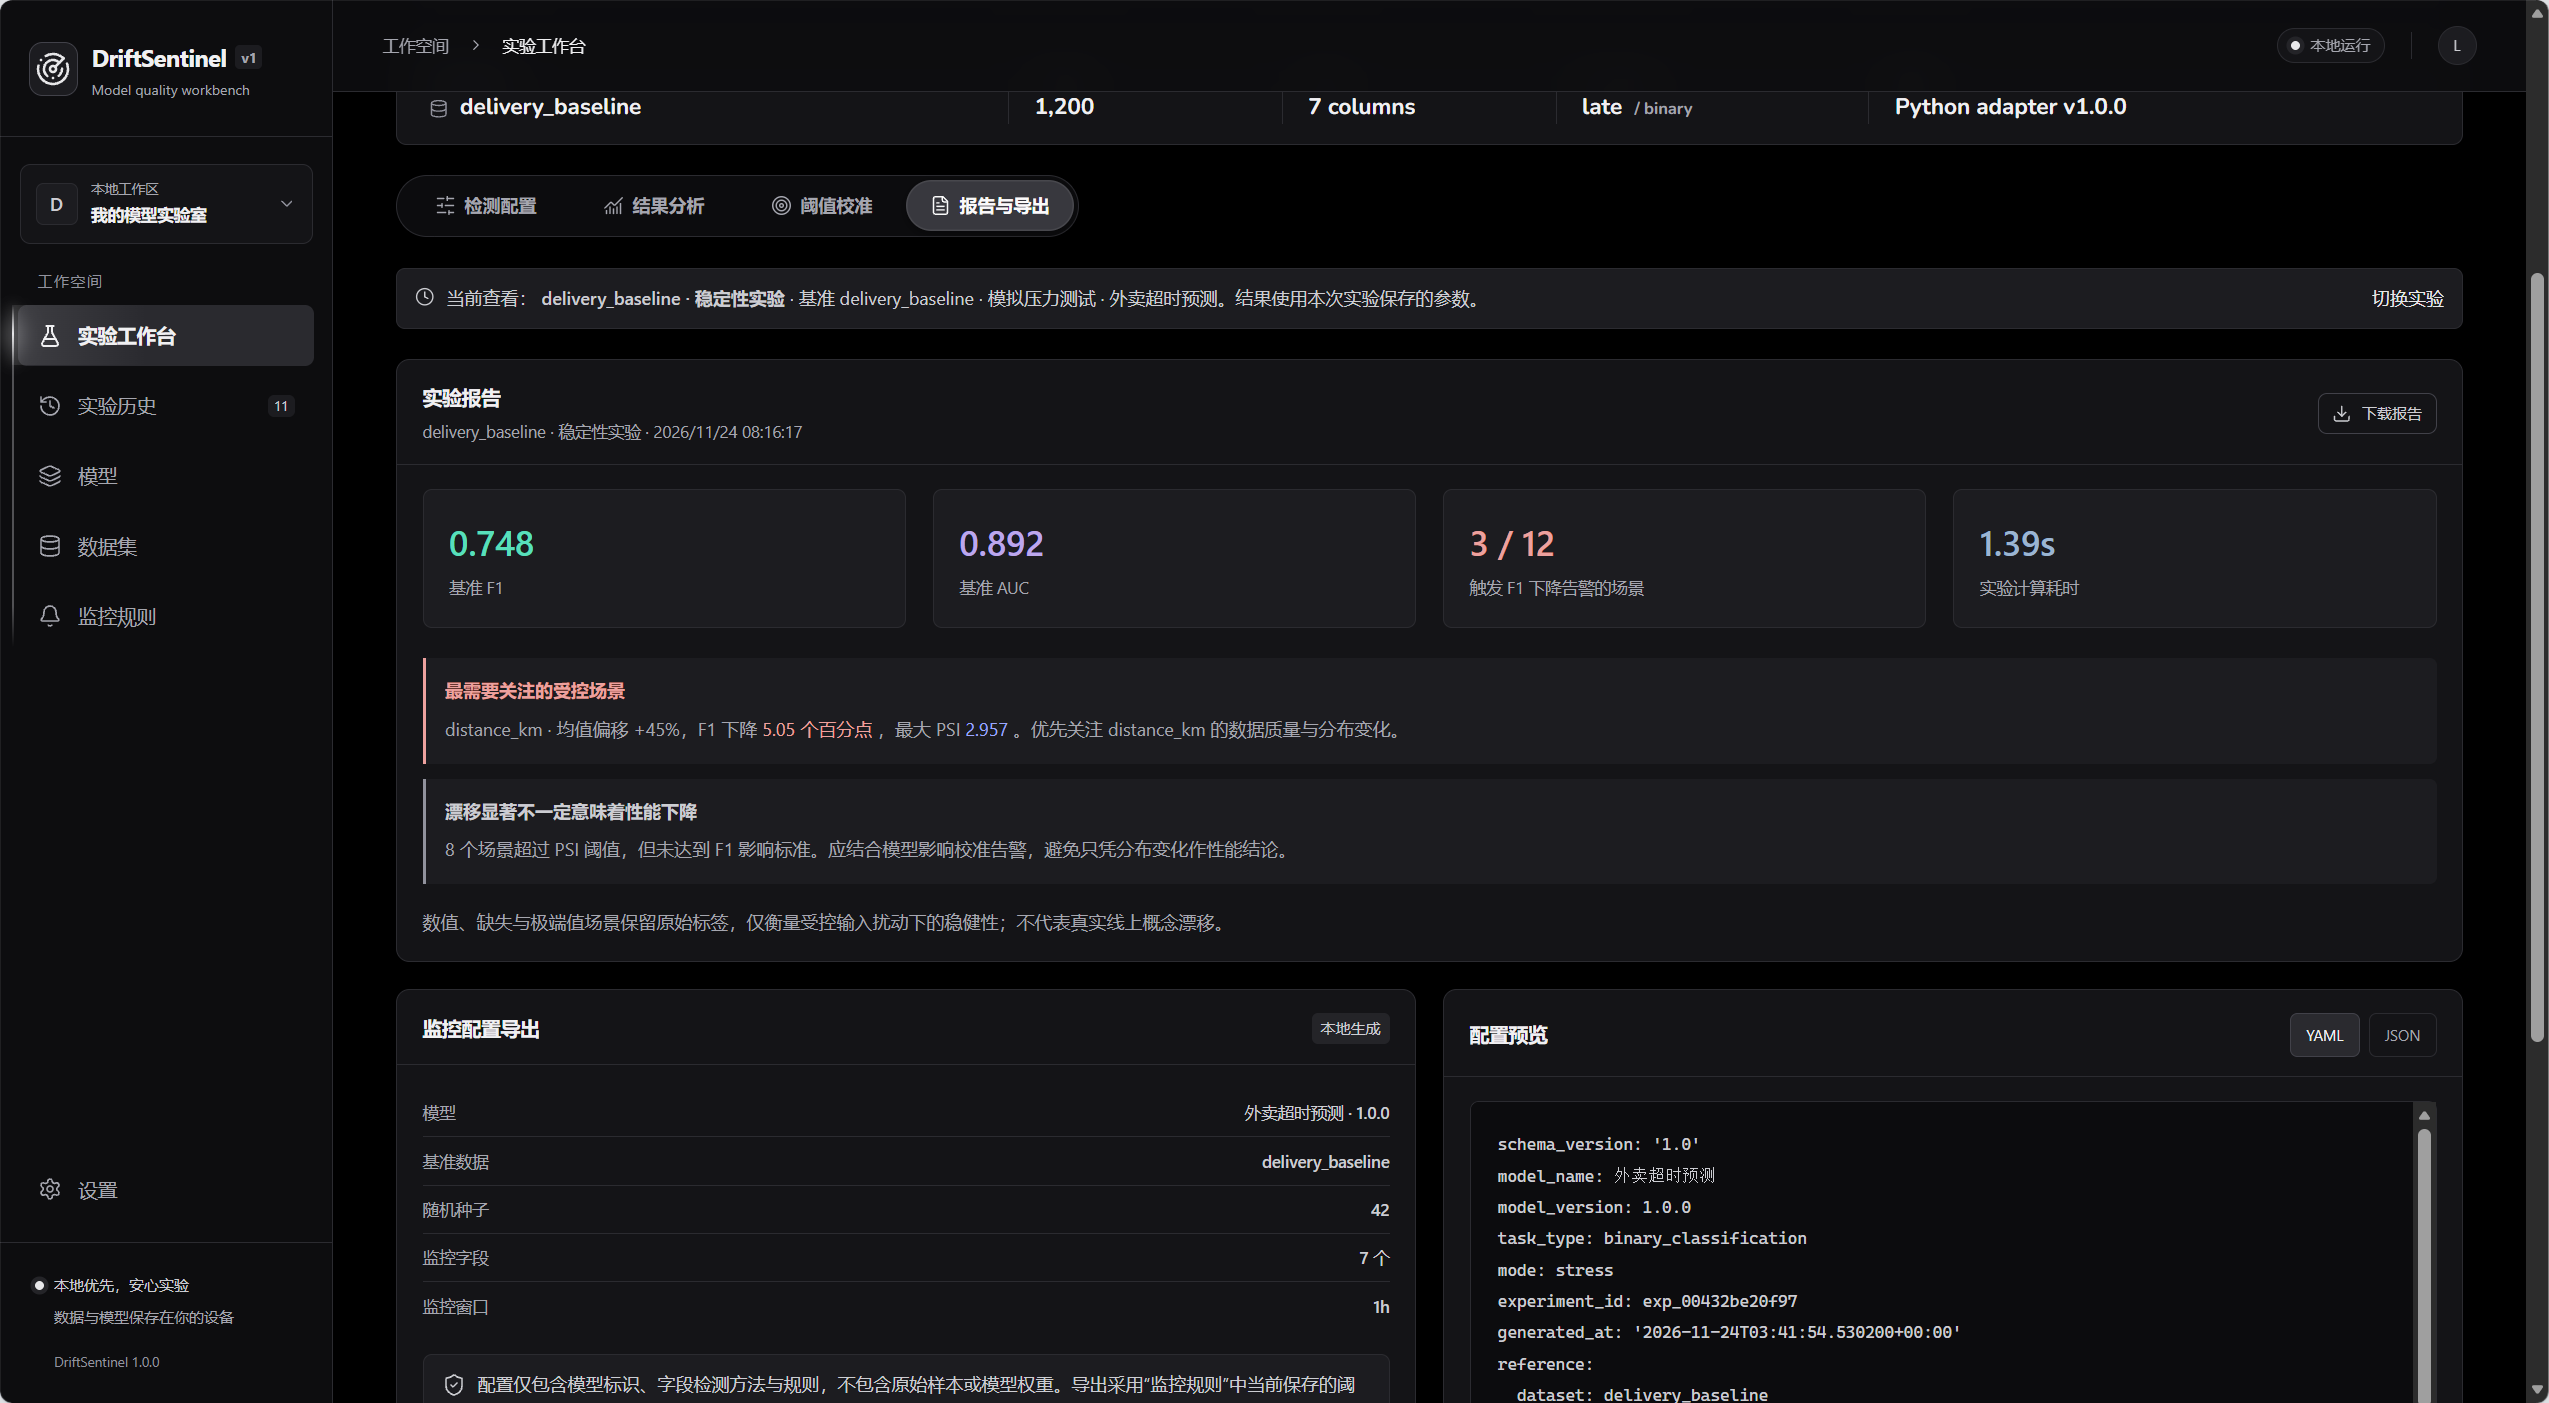 DriftSentinel v1
Model quality workbench
D
本地工作区
我的模型实验室
工作空间
实验工作台
实验历史 11
模型
数据集
监控规则
设置
本地优先，安心实验
数据与模型保存在你的设备
DriftSentinel 1.0.0
工作空间 > 实验工作台
本地运行
L
delivery_baseline
1,200
7 columns
late / binary
Python adapter v1.0.0
检测配置
结果分析
阈值校准
报告与导出
当前查看： delivery_baseline · 稳定性实验 · 基准 delivery_baseline · 模拟压力测试 · 外卖超时预测。结果使用本次实验保存的参数。
切换实验
实验报告
delivery_baseline · 稳定性实验 · 2026/11/24 08:16:17
下载报告
0.748
基准 F1
0.892
基准 AUC
3 / 12
触发 F1 下降告警的场景
1.39s
实验计算耗时
最需要关注的受控场景
distance_km · 均值偏移 +45%，F1 下降 5.05 个百分点 ，最大 PSI 2.957 。优先关注 distance_km 的数据质量与分布变化。
漂移显著不一定意味着性能下降
8 个场景超过 PSI 阈值，但未达到 F1 影响标准。应结合模型影响校准告警，避免只凭分布变化作性能结论。
数值、缺失与极端值场景保留原始标签，仅衡量受控输入扰动下的稳健性；不代表真实线上概念漂移。
监控配置导出
本地生成
模型 外卖超时预测 · 1.0.0
基准数据 delivery_baseline
随机种子 42
监控字段 7 个
监控窗口 1h
配置仅包含模型标识、字段检测方法与规则，不包含原始样本或模型权重。导出采用“监控规则”中当前保存的阈
配置预览
YAML
JSON
schema_version: '1.0'
model_name: 外卖超时预测
model_version: 1.0.0
task_type: binary_classification
mode: stress
experiment_id: exp_00432be20f97
generated_at: '2026-11-24T03:41:54.530200+00:00'
reference:
dataset: delivery_baseline